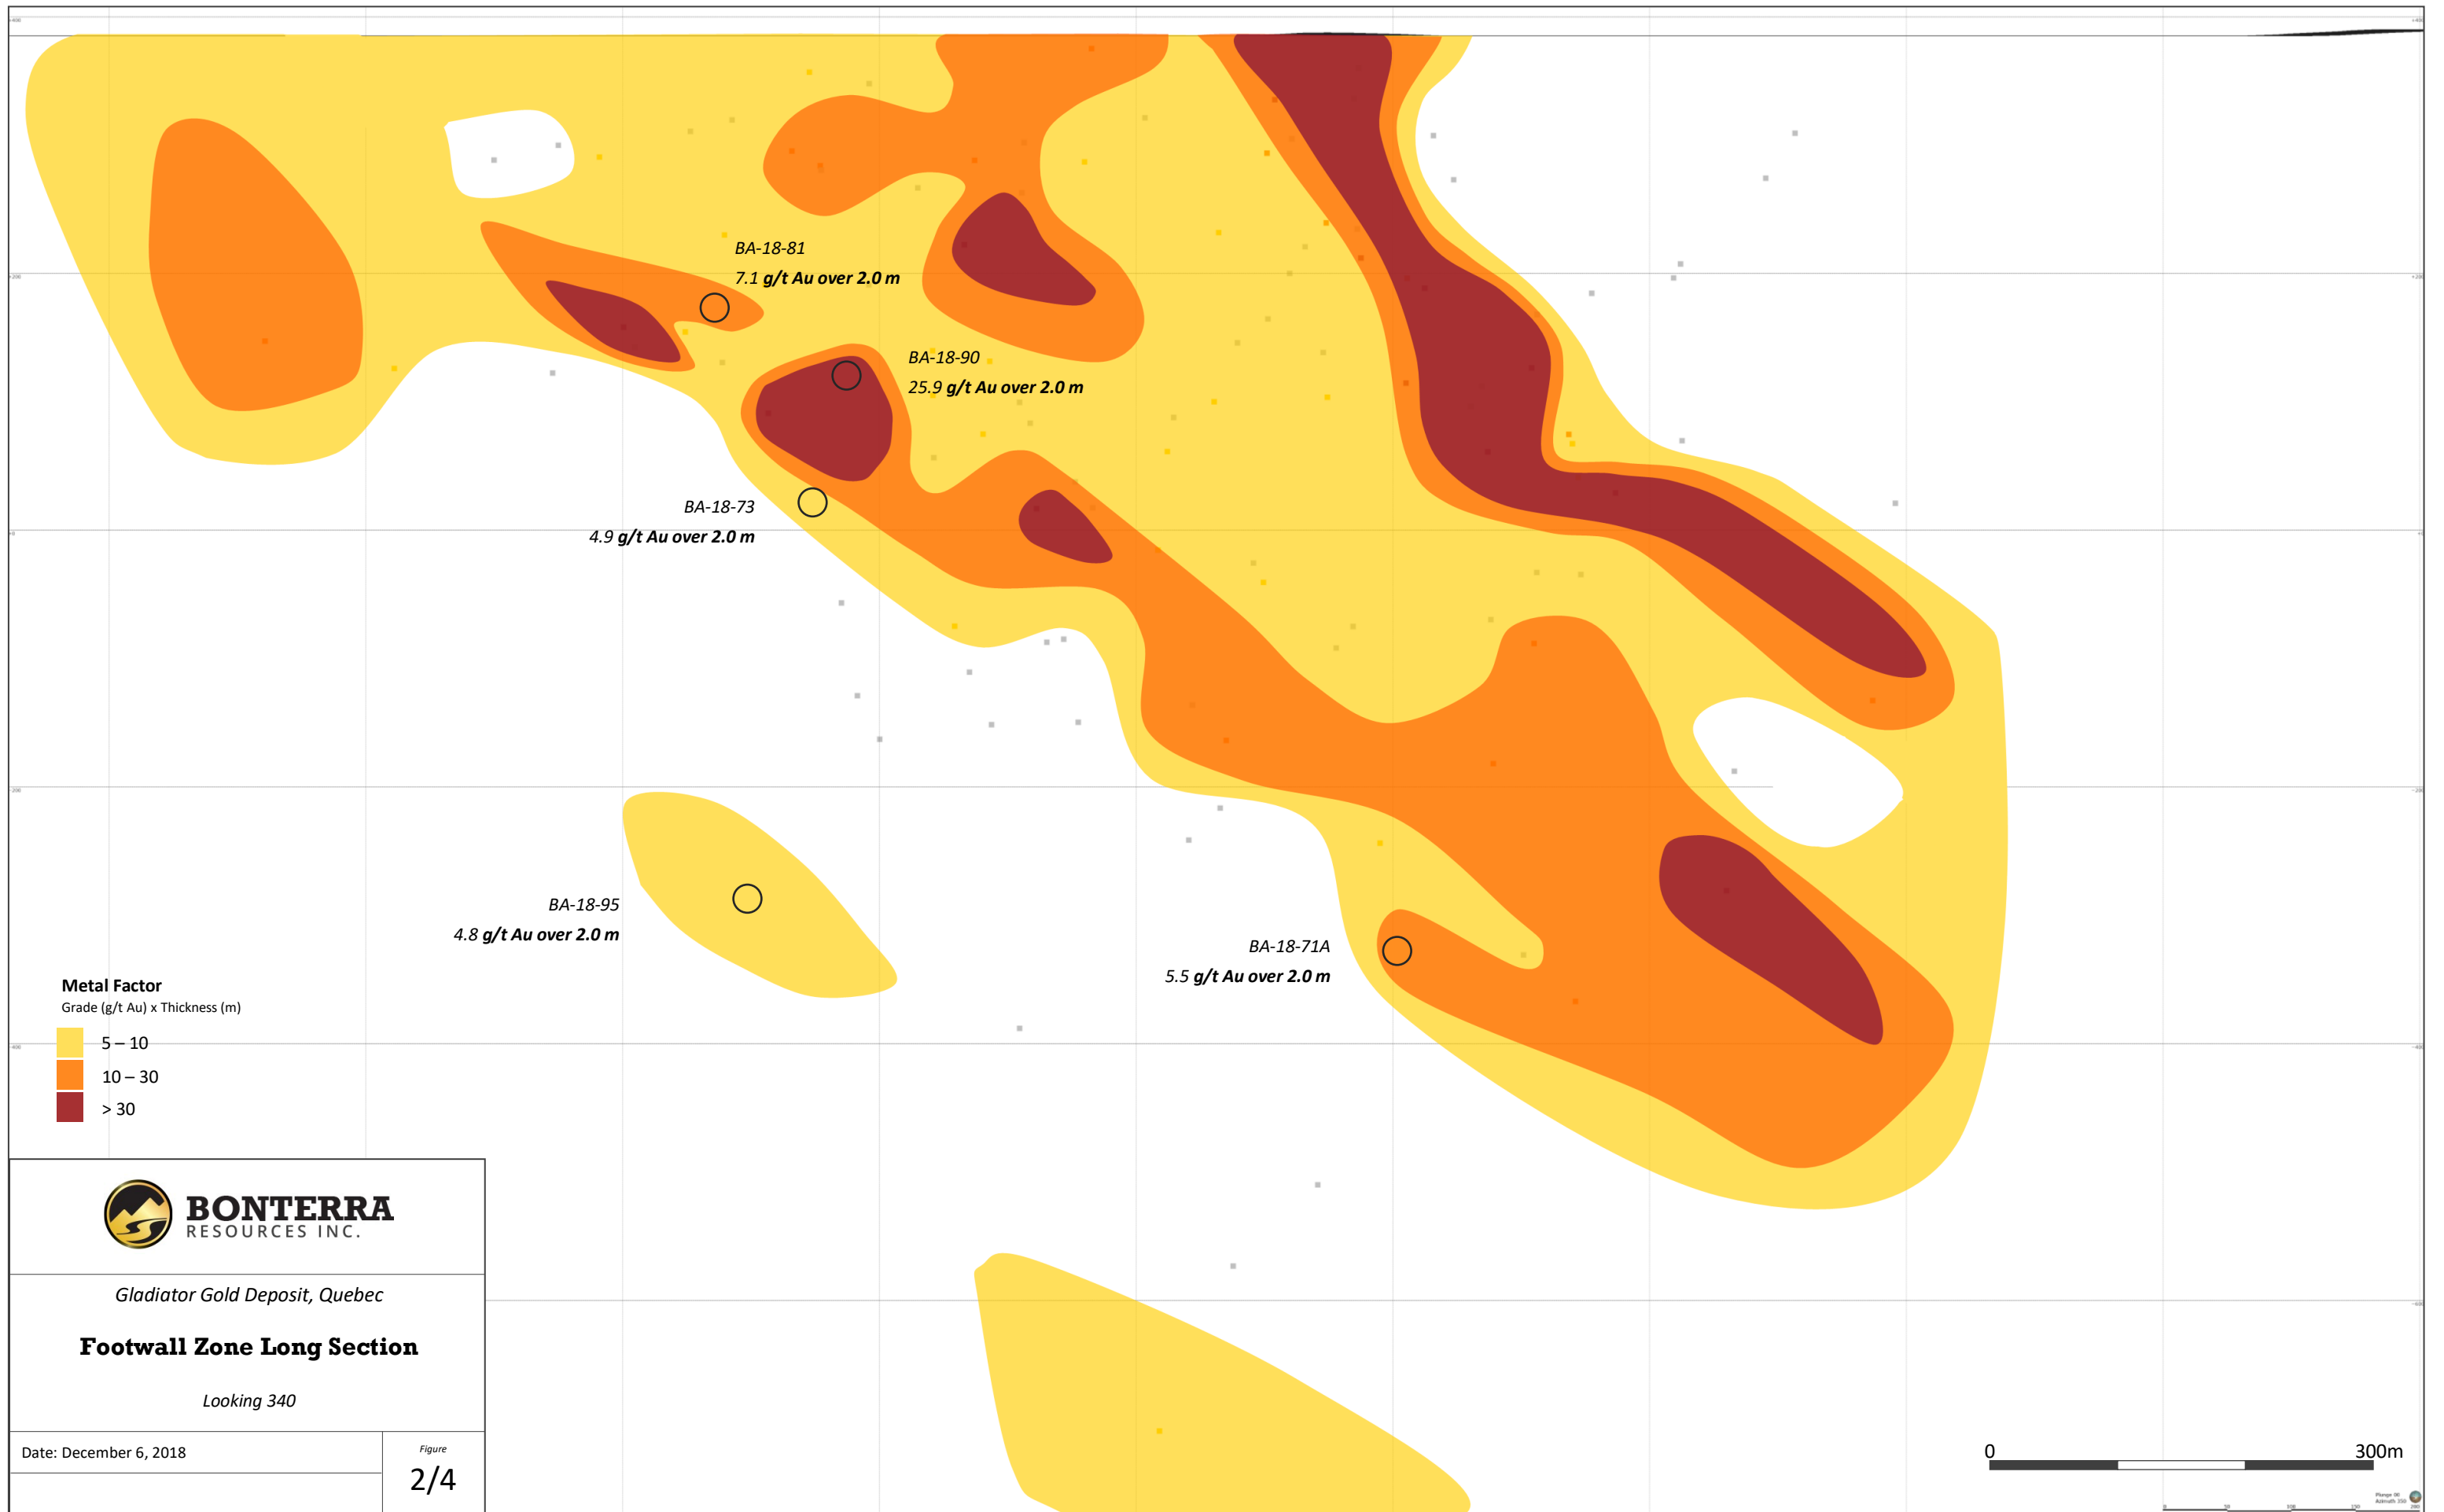 BA-18-81
7.1 g/t Au over 2.0 m
BA-18-90
25.9 g/t Au over 2.0 m
BA-18-73
4.9 g/t Au over 2.0 m
BA-18-95
4.8 g/t Au over 2.0 m
BA-18-71A
5.5 g/t Au over 2.0 m
Metal Factor
Grade (g/t Au) x Thickness (m)
5 – 10
10 – 30
> 30
BONTERRA
RESOURCES INC.
Gladiator Gold Deposit, Quebec
Footwall Zone Long Section
Looking 340
Date: December 6, 2018
Figure
2/4
0 300m